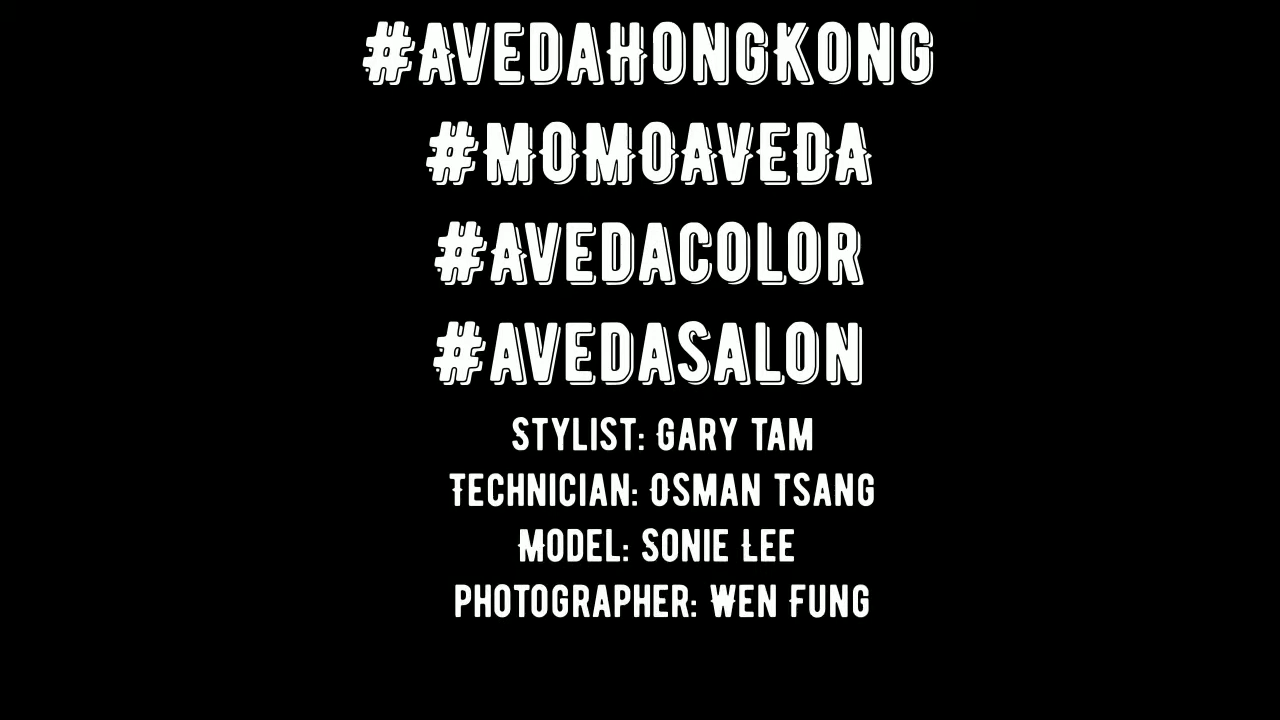 #AVEDAHONGKONG
#MOMOAVEDA
#AVEDACOLOR
#AVEDASALON
STYLIST: GARY TAM
TECHNICIAN: OSMAN TSANG
MODEL: SONIE LEE
PHOTOGRAPHER: WEN FUNG